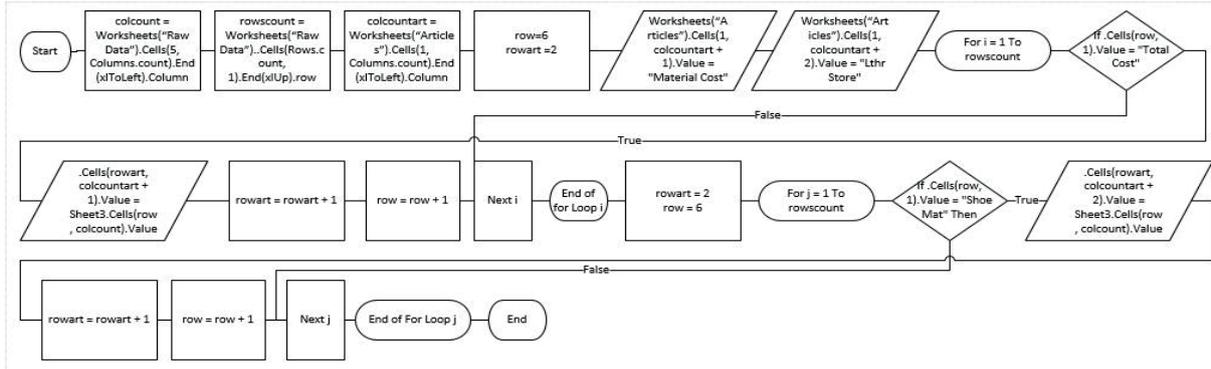 Start
colcount =
Worksheets("Raw
Data").Cells(5,
Columns.count).End
(xlToLeft).Column
rowscount =
Worksheets("Raw
Data")..Cells(Rows.c
ount,
1).End(xlUp).row
colcountart =
Worksheets("Article
s").Cells(1,
Columns.count).End
(xlToLeft).Column
row=6
rowart =2
Worksheets("A
rticles").Cells(1,
colcountart +
1).Value =
"Material Cost"
Worksheets("Art
icles").Cells(1,
colcountart +
2).Value = "Lthr
Store"
For i = 1 To
rowscount
If .Cells(row,
1).Value = "Total
Cost"
False
True
.Cells(rowart,
colcountart +
1).Value =
Sheet3.Cells(row
, colcount).Value
rowart = rowart + 1
row = row + 1
Next i
End of
for Loop i
rowart = 2
row = 6
For j = 1 To
rowscount
If .Cells(row,
1).Value = "Shoe
Mat" Then
True
.Cells(rowart,
colcountart +
2).Value =
Sheet3.Cells(row
, colcount).Value
False
rowart = rowart + 1
row = row + 1
Next j
End of For Loop j
End